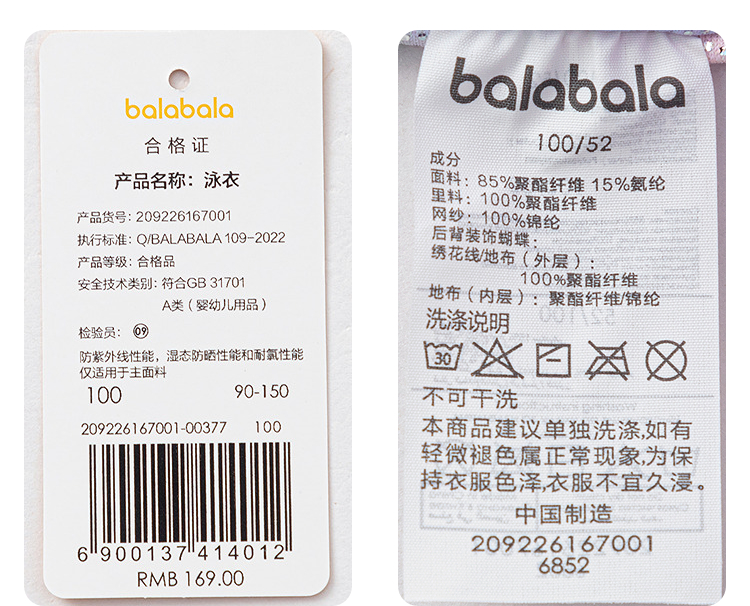 balabala
合格证
产品名称：泳衣
产品货号：209226167001
执行标准：Q/BALABALA 109-2022
产品等级：合格品
安全技术类别：符合GB 31701
A类（婴幼儿用品）
检验员： 09
防紫外线性能，湿态防晒性能和耐氯性能
仅适用于主面料
100 90-150
209226167001-00377 100
6 900137 414012
RMB 169.00
balabala
100/52
成分
面料：85%聚酯纤维 15%氨纶
里料：100%聚酯纤维
网纱：100%锦纶
后背装饰蝴蝶：
绣花线/地布（外层）：
100%聚酯纤维
地布（内层）：聚酯纤维/锦纶
洗涤说明
30
不可干洗
本商品建议单独洗涤,如有
轻微褪色属正常现象,为保
持衣服色泽,衣服不宜久浸。
中国制造
209226167001
6852